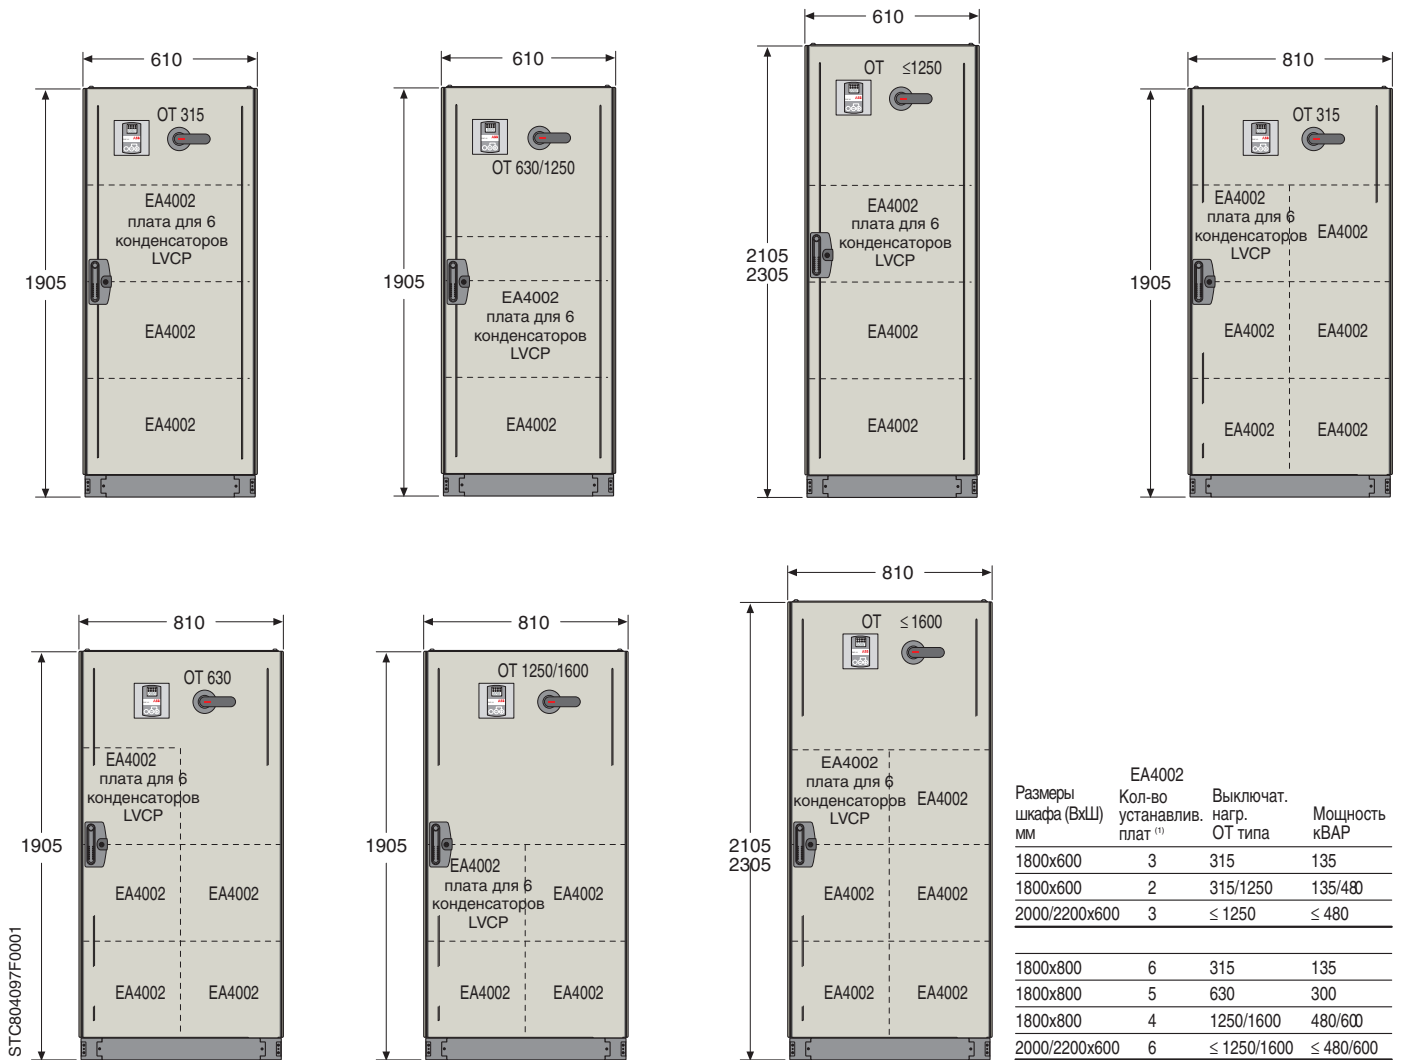 610
610
610
810
1905
OT 315
EA4002
плата для 6
конденсаторов
LVCP
EA4002
EA4002
1905
OT 630/1250
EA4002
плата для 6
конденсаторов
LVCP
EA4002
2105
2305
OT ≤1250
EA4002
плата для 6
конденсаторов
LVCP
EA4002
EA4002
1905
OT 315
EA4002
плата для 6
конденсаторов
LVCP
EA4002
EA4002 EA4002
EA4002 EA4002
810
810
810
1905
OT 630
EA4002
плата для 6
конденсаторов
LVCP
EA4002 EA4002
EA4002 EA4002
1905
OT 1250/1600
EA4002
плата для 6
конденсаторов
LVCP
EA4002
EA4002 EA4002
2105
2305
OT ≤ 1600
EA4002
плата для 6
конденсаторов
LVCP
EA4002
EA4002 EA4002
EA4002 EA4002
Размеры
шкафа (ВхШ)
мм
EA4002
Кол-во
устанавлив.
плат (1)
Выключат.
нагр.
ОТ типа
Мощность
кВАР
1800x600 3 315 135
1800x600 2 315/1250 135/480
2000/2200x600 3 ≤ 1250 ≤ 480
1800x800 6 315 135
1800x800 5 630 300
1800x800 4 1250/1600 480/600
2000/2200x600 6 ≤ 1250/1600 ≤ 480/600
STC804097F0001